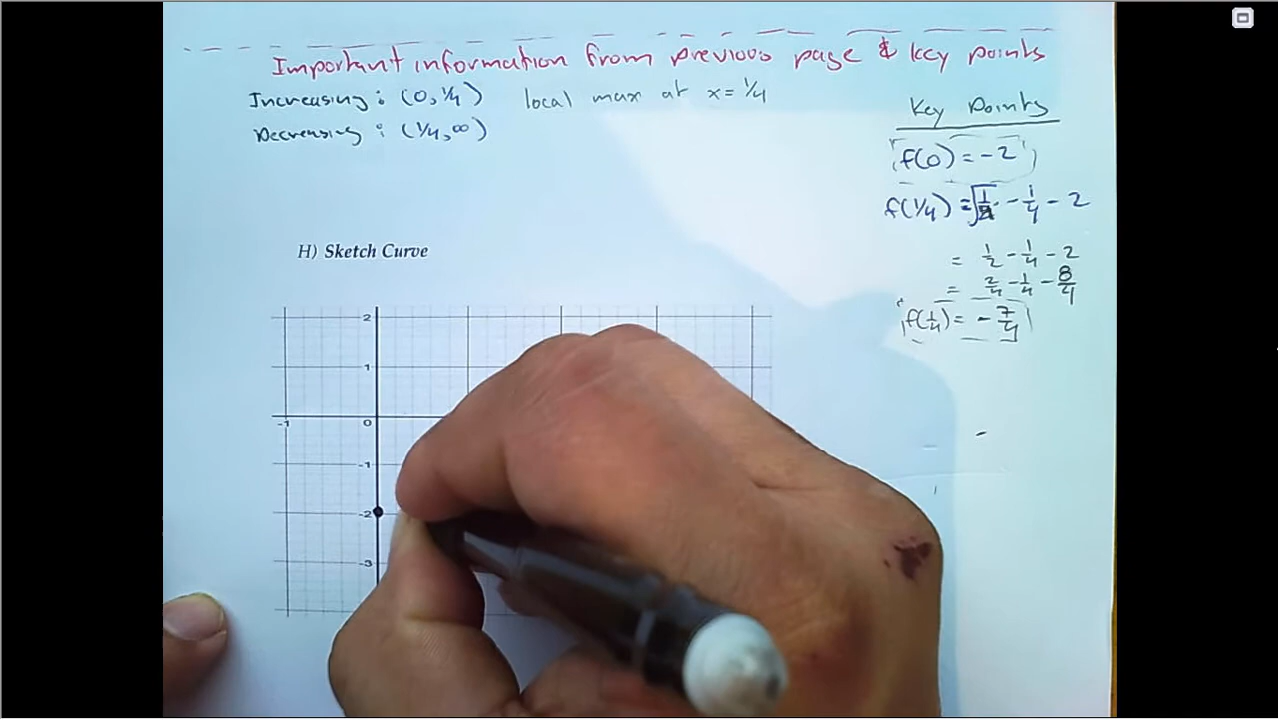 Important information from previous page & key points
Increasing : (0, 1/4) local max at x= 1/4
Decreasing : (1/4, ∞)
Key Points
f(0) = -2
f(1/4) = - 1/4 - 2
= 1/2 - 1/4 - 2
= 2/4 - 1/4 - 8/4
f(1/4) = - 7/4
H) Sketch Curve
2
1
-1 0
-1
-2
-3